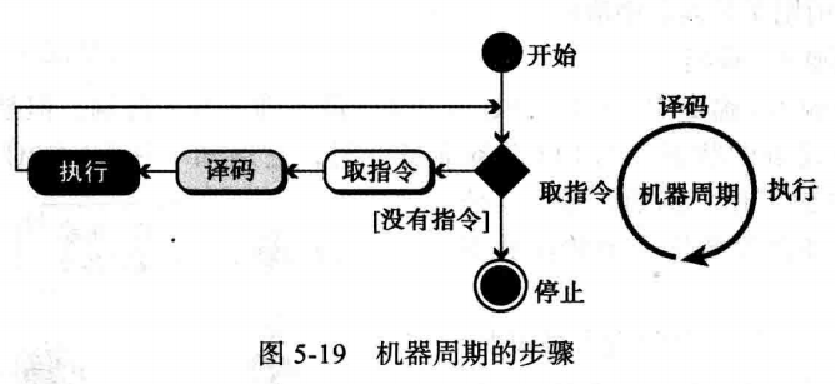 开始
译码
执行 译码 取指令
取指令 机器周期 执行
[没有指令]
停止
图 5-19 机器周期的步骤